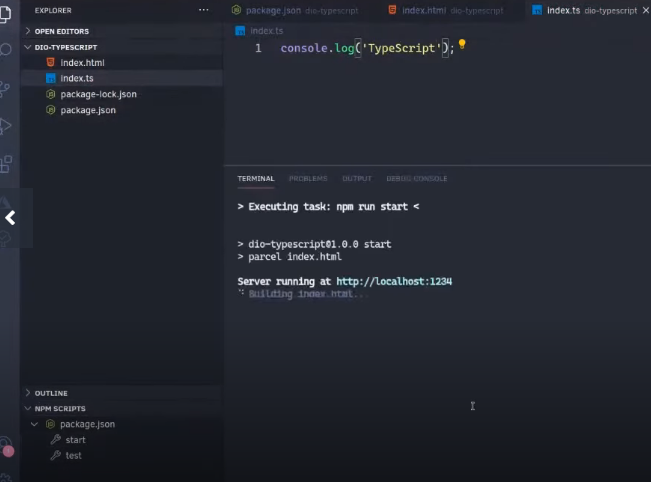 EXPLORER
...
package.json dio-typescript
index.html dio-typescript
TS index.ts dio-typescript
OPEN EDITORS
DIO-TYPESCRIPT
index.html
TS index.ts
package-lock.json
package.json
TS index.ts
1 console.log('TypeScript');
TERMINAL PROBLEMS OUTPUT DEBUG CONSOLE
> Executing task: npm run start <
> dio-typescript@1.0.0 start
> parcel index.html
Server running at http://localhost:1234
Building index.html...
OUTLINE
NPM SCRIPTS
package.json
start
test